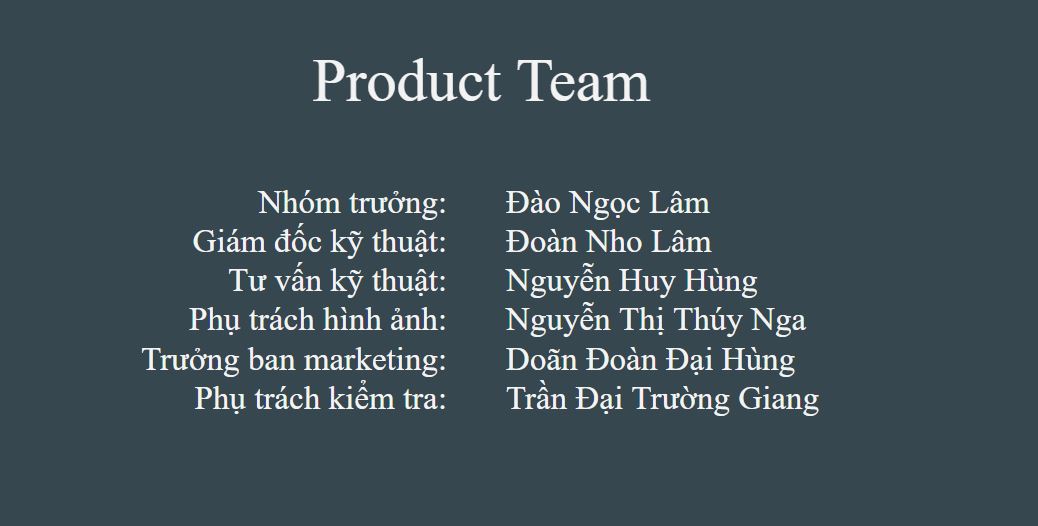 Product Team
Nhóm trưởng: Đào Ngọc Lâm
Giám đốc kỹ thuật: Đoàn Nho Lâm
Tư vấn kỹ thuật: Nguyễn Huy Hùng
Phụ trách hình ảnh: Nguyễn Thị Thúy Nga
Trưởng ban marketing: Doãn Đoàn Đại Hùng
Phụ trách kiểm tra: Trần Đại Trường Giang